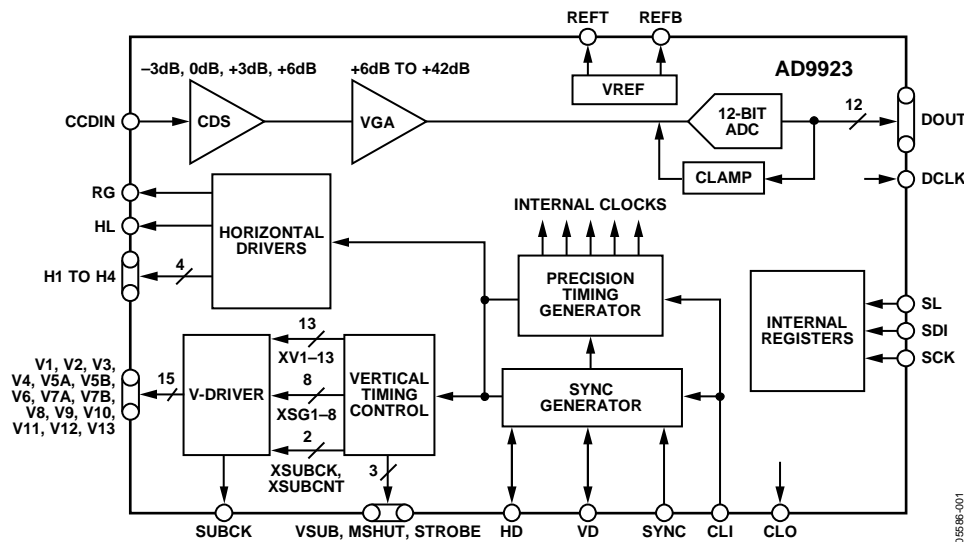 REFT REFB
–3dB, 0dB, +3dB, +6dB
+6dB TO +42dB
AD9923
VREF
CCDIN
CDS
VGA
12-BIT
ADC
12
DOUT
CLAMP
DCLK
RG
HL
H1 TO H4
4
HORIZONTAL
DRIVERS
INTERNAL CLOCKS
PRECISION
TIMING
GENERATOR
INTERNAL
REGISTERS
SL
SDI
SCK
V1, V2, V3,
V4, V5A, V5B,
V6, V7A, V7B,
V8, V9, V10,
V11, V12, V13
15
V-DRIVER
13
XV1–13
8
XSG1–8
2
XSUBCK,
XSUBCNT
VERTICAL
TIMING
CONTROL
3
SYNC
GENERATOR
SUBCK
VSUB, MSHUT, STROBE
HD
VD
SYNC
CLI
CLO
05586-001